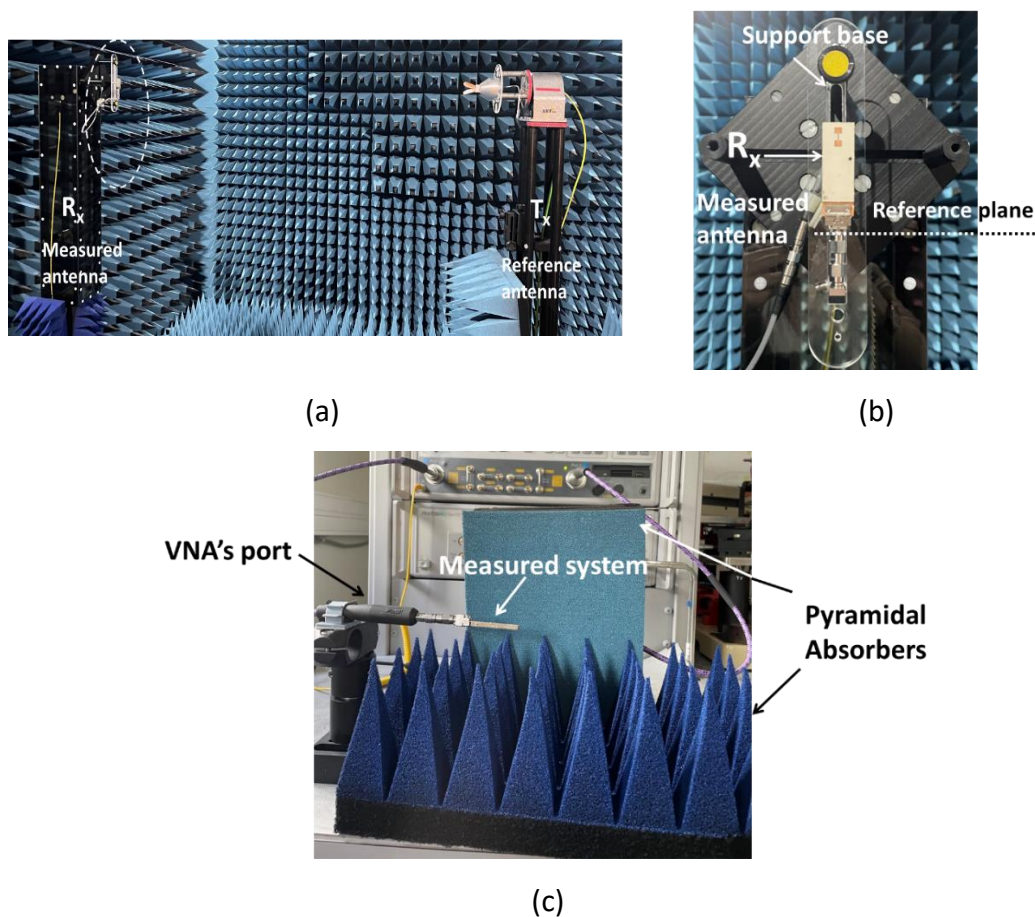 Rx
Measured
antenna
Tx
Reference
antenna
(a)
Support base
Rx
Measured
antenna
Reference plane
(b)
VNA's port
Measured system
Pyramidal
Absorbers
(c)